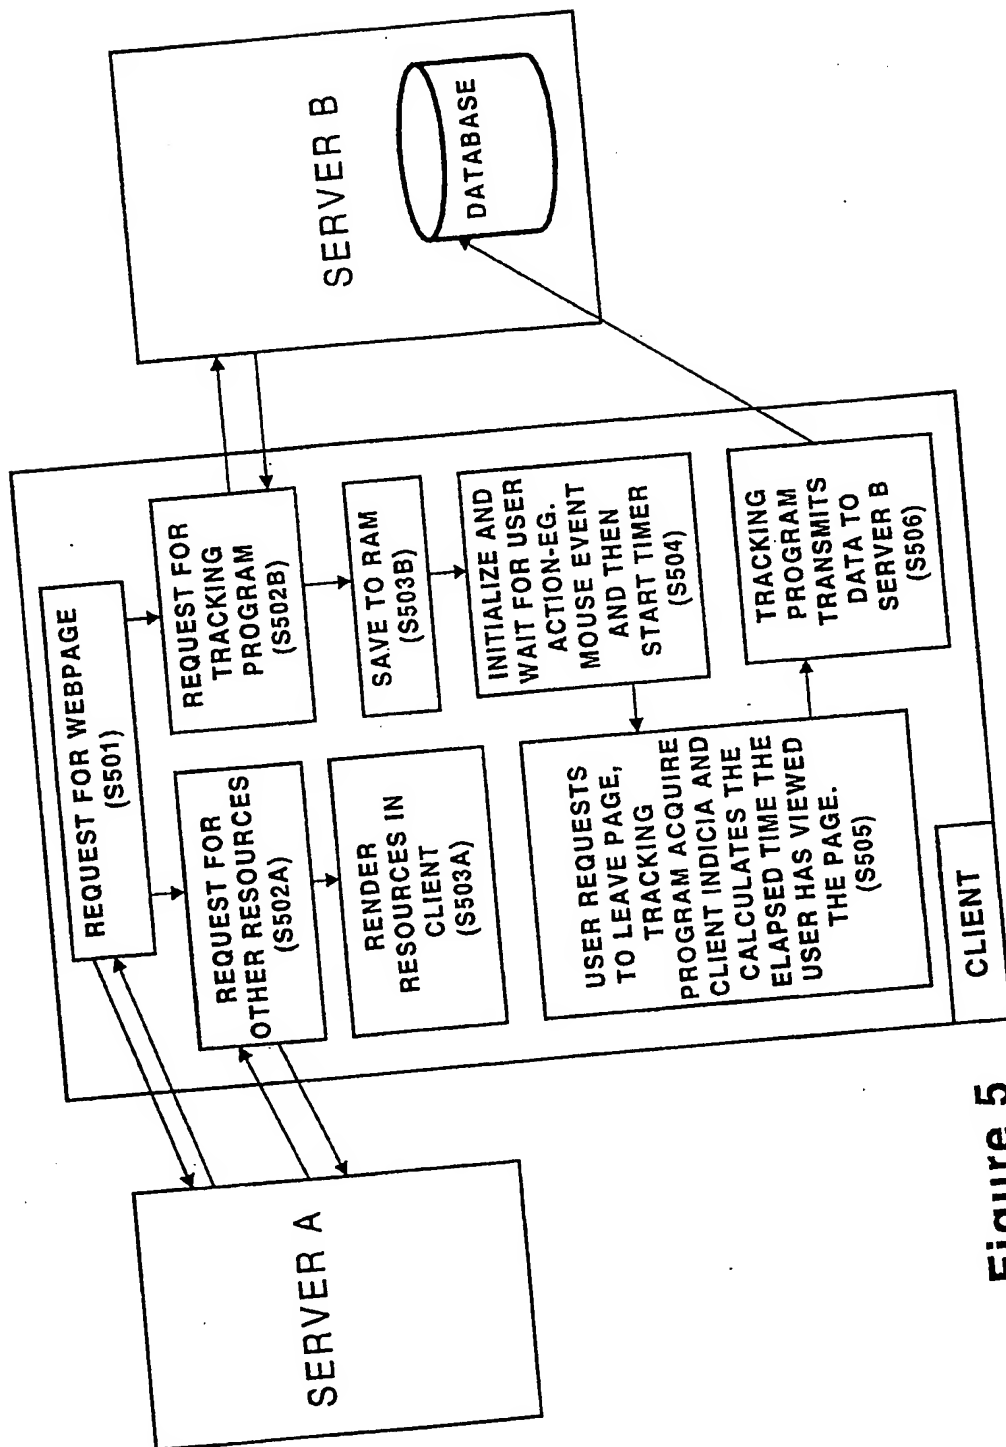 SERVER A
REQUEST FOR WEBPAGE
(S501)
REQUEST FOR
OTHER RESOURCES
(S502A)
RENDER
RESOURCES IN
CLIENT
(S503A)
REQUEST FOR
TRACKING
PROGRAM
(S502B)
SAVE TO RAM
(S503B)
INITIALIZE AND
WAIT FOR USER
ACTION-EG.
MOUSE EVENT
AND THEN
START TIMER
(S504)
USER REQUESTS
TO LEAVE PAGE,
TRACKING
PROGRAM ACQUIRE
CLIENT INDICIA AND
CALCULATES THE
ELAPSED TIME THE
USER HAS VIEWED
THE PAGE.
(S505)
TRACKING
PROGRAM
TRANSMITS
DATA TO
SERVER B
(S506)
CLIENT
SERVER B
DATABASE
Figure 5